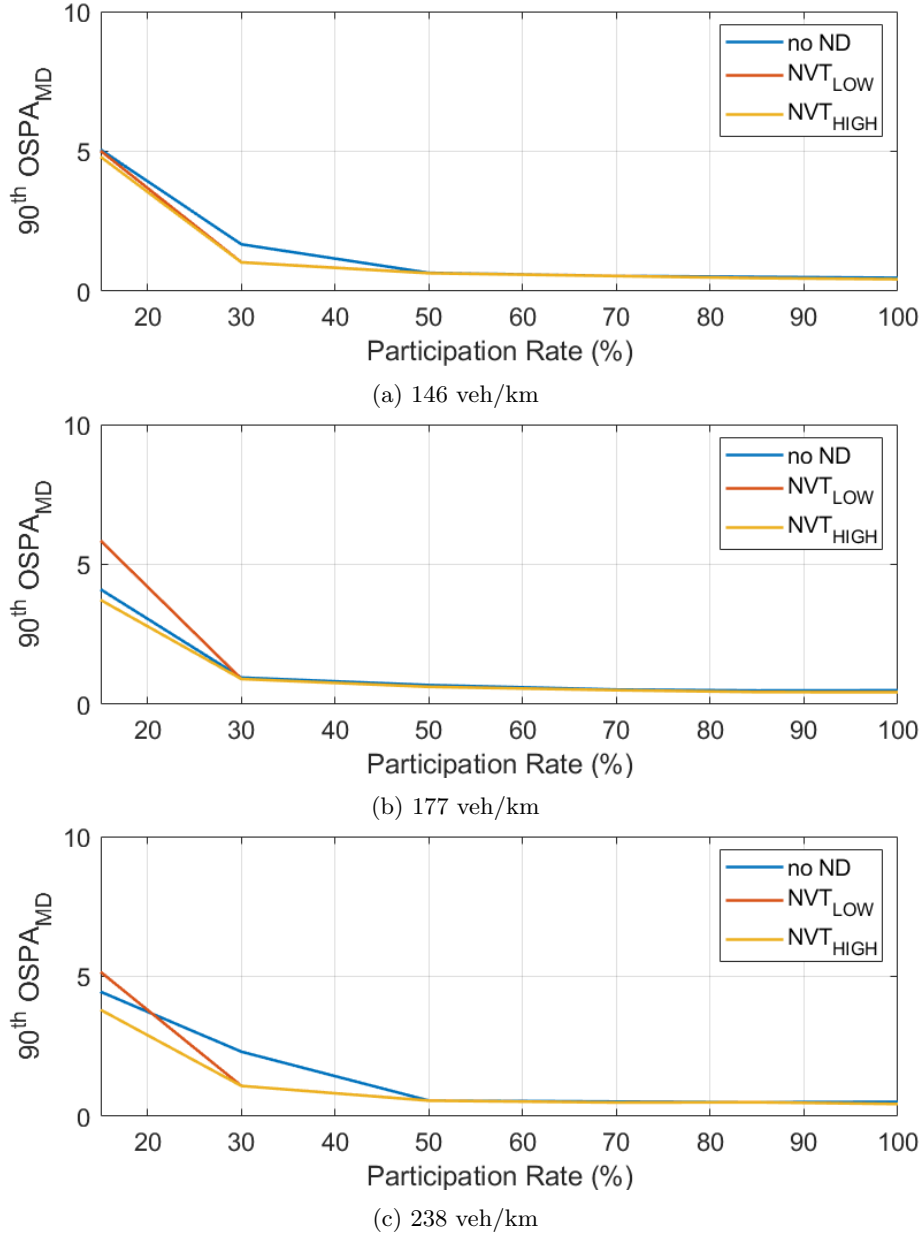 10
5
0
90th OSPAMD
no ND
NVTLOW
NVTHIGH
20 30 40 50 60 70 80 90 100
Participation Rate (%)
(a) 146 veh/km
10
5
0
90th OSPAMD
no ND
NVTLOW
NVTHIGH
20 30 40 50 60 70 80 90 100
Participation Rate (%)
(b) 177 veh/km
10
5
0
90th OSPAMD
no ND
NVTLOW
NVTHIGH
20 30 40 50 60 70 80 90 100
Participation Rate (%)
(c) 238 veh/km